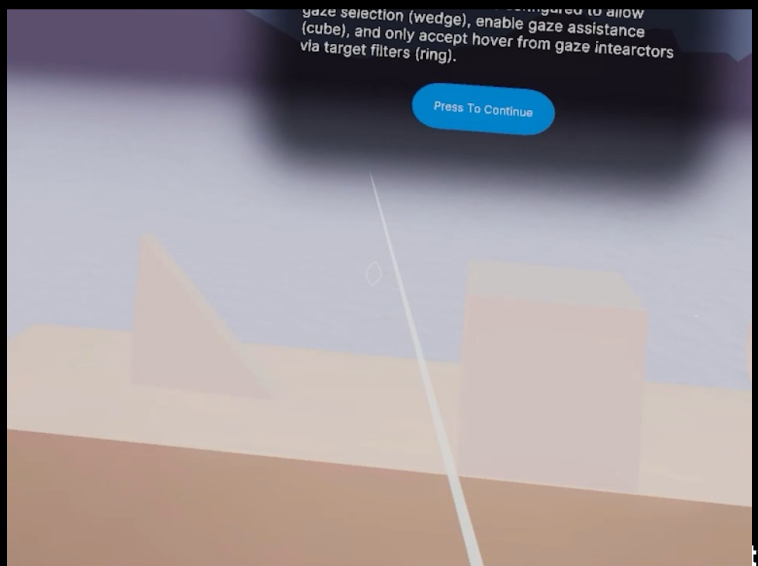 configured to allow
gaze selection (wedge), enable gaze assistance
(cube), and only accept hover from gaze intearctors
via target filters (ring).
Press To Continue
t